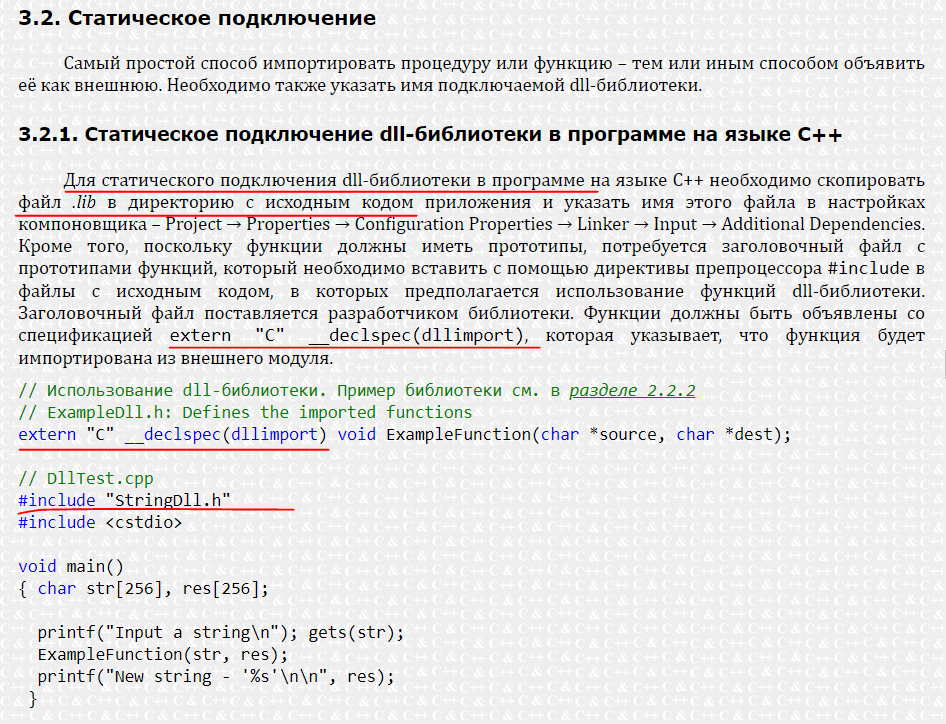 3.2. Статическое подключение
Самый простой способ импортировать процедуру или функцию – тем или иным способом объявить
её как внешнюю. Необходимо также указать имя подключаемой dll-библиотеки.
3.2.1. Статическое подключение dll-библиотеки в программе на языке C++
Для статического подключения dll-библиотеки в программе на языке C++ необходимо скопировать
файл .lib в директорию с исходным кодом приложения и указать имя этого файла в настройках
компоновщика – Project → Properties → Configuration Properties → Linker → Input → Additional Dependencies.
Кроме того, поскольку функции должны иметь прототипы, потребуется заголовочный файл с
прототипами функций, который необходимо вставить с помощью директивы препроцессора #include в
файлы с исходным кодом, в которых предполагается использование функций dll-библиотеки.
Заголовочный файл поставляется разработчиком библиотеки. Функции должны быть объявлены со
спецификацией extern "C" __declspec(dllimport), которая указывает, что функция будет
импортирована из внешнего модуля.
// Использование dll-библиотеки. Пример библиотеки см. в разделе 2.2.2
// ExampleDll.h: Defines the imported functions
extern "C" __declspec(dllimport) void ExampleFunction(char *source, char *dest);
// DllTest.cpp
#include "StringDll.h"
#include <cstdio>
void main()
{ char str[256], res[256];
printf("Input a string\n"); gets(str);
ExampleFunction(str, res);
printf("New string - '%s'\n\n", res);
}